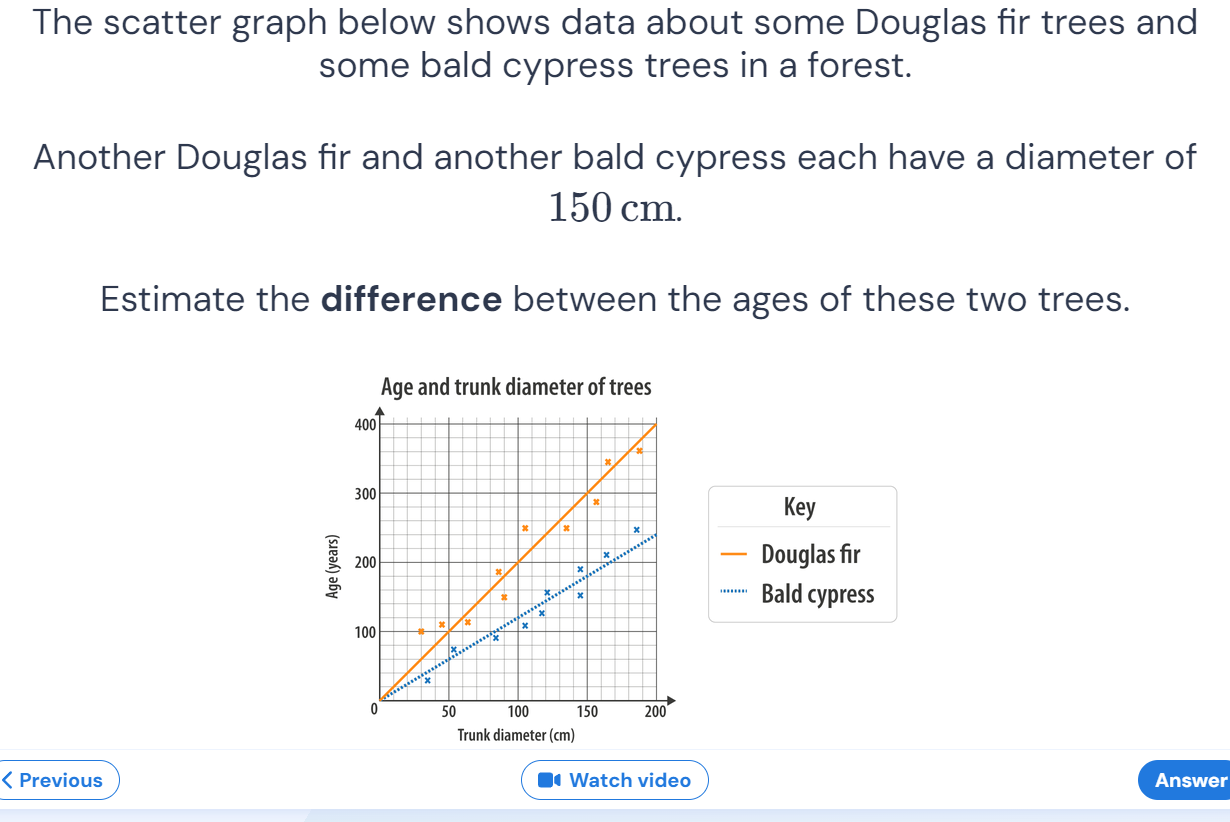 The scatter graph below shows data about some Douglas fir trees and
some bald cypress trees in a forest.
Another Douglas fir and another bald cypress each have a diameter of
150 cm.
Estimate the difference between the ages of these two trees.
Age and trunk diameter of trees
400
300
200
100
0
50
100
150
200
Age (years)
Trunk diameter (cm)
Key
Douglas fir
Bald cypress
Previous
Watch video
Answer